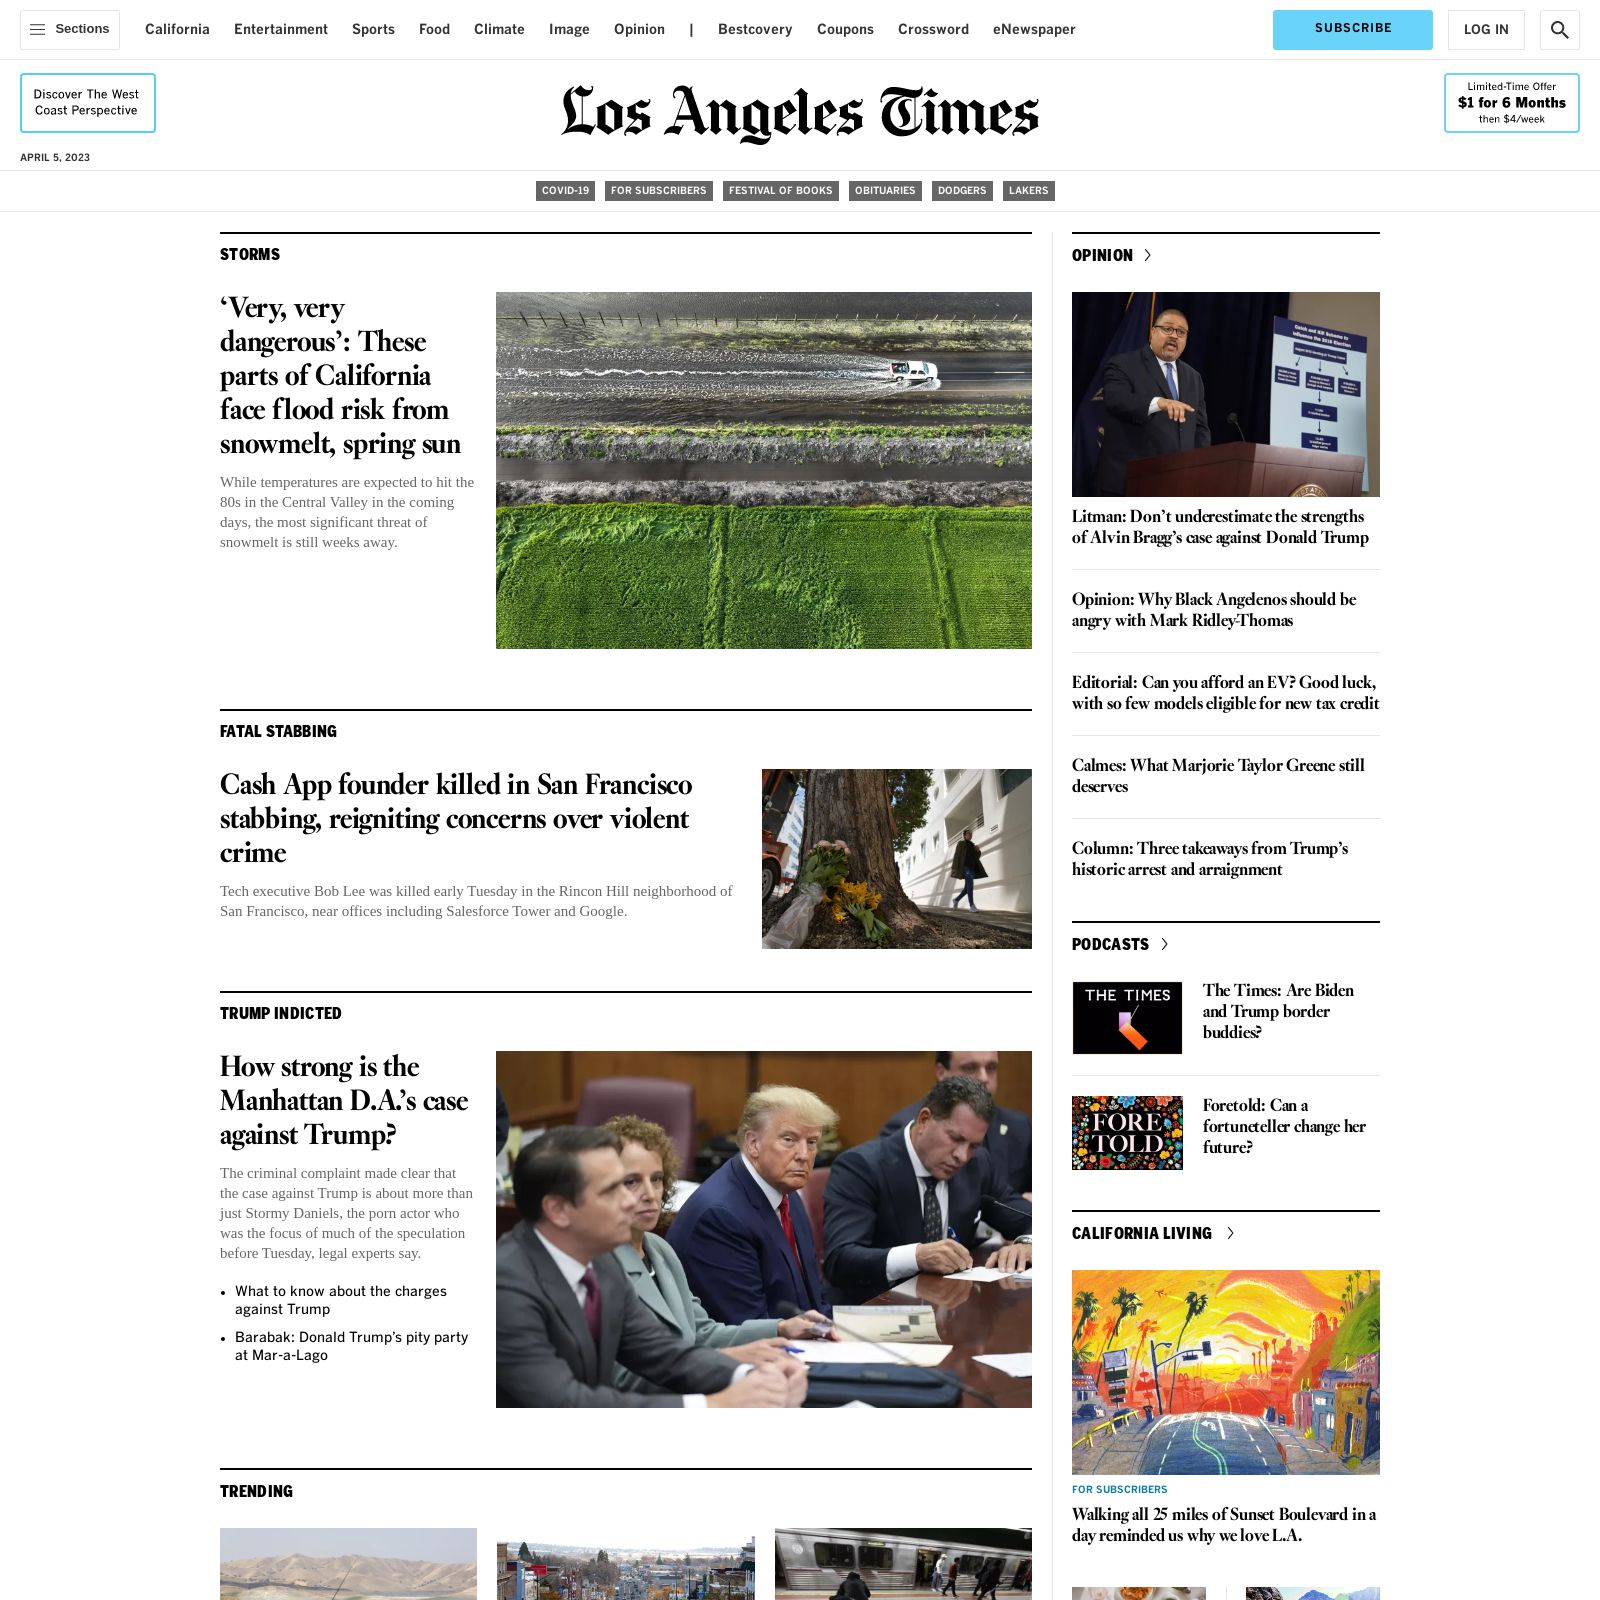 Sections
California
Entertainment
Sports
Food
Climate
Image
Opinion
|
Bestcovery
Coupons
Crossword
eNewspaper
SUBSCRIBE
LOG IN
Discover The West
Coast Perspective
Los Angeles Times
Limited-Time Offer
$1 for 6 Months
then $4/week
APRIL 5, 2023
COVID-19
FOR SUBSCRIBERS
FESTIVAL OF BOOKS
OBITUARIES
DODGERS
LAKERS
STORMS
‘Very, very
dangerous’: These
parts of California
face flood risk from
snowmelt, spring sun
While temperatures are expected to hit the
80s in the Central Valley in the coming
days, the most significant threat of
snowmelt is still weeks away.
FATAL STABBING
Cash App founder killed in San Francisco
stabbing, reigniting concerns over violent
crime
Tech executive Bob Lee was killed early Tuesday in the Rincon Hill neighborhood of
San Francisco, near offices including Salesforce Tower and Google.
TRUMP INDICTED
How strong is the
Manhattan D.A.’s case
against Trump?
The criminal complaint made clear that
the case against Trump is about more than
just Stormy Daniels, the porn actor who
was the focus of much of the speculation
before Tuesday, legal experts say.
• What to know about the charges
against Trump
• Barabak: Donald Trump’s pity party
at Mar-a-Lago
TRENDING
OPINION
Catch and Kill Scheme to
Influence the 2016 Election
Litman: Don’t underestimate the strengths
of Alvin Bragg’s case against Donald Trump
Opinion: Why Black Angelenos should be
angry with Mark Ridley-Thomas
Editorial: Can you afford an EV? Good luck,
with so few models eligible for new tax credit
Calmes: What Marjorie Taylor Greene still
deserves
Column: Three takeaways from Trump’s
historic arrest and arraignment
PODCASTS
THE TIMES
The Times: Are Biden
and Trump border
buddies?
FORE
TOLD
Foretold: Can a
fortuneteller change her
future?
CALIFORNIA LIVING
FOR SUBSCRIBERS
Walking all 25 miles of Sunset Boulevard in a
day reminded us why we love L.A.